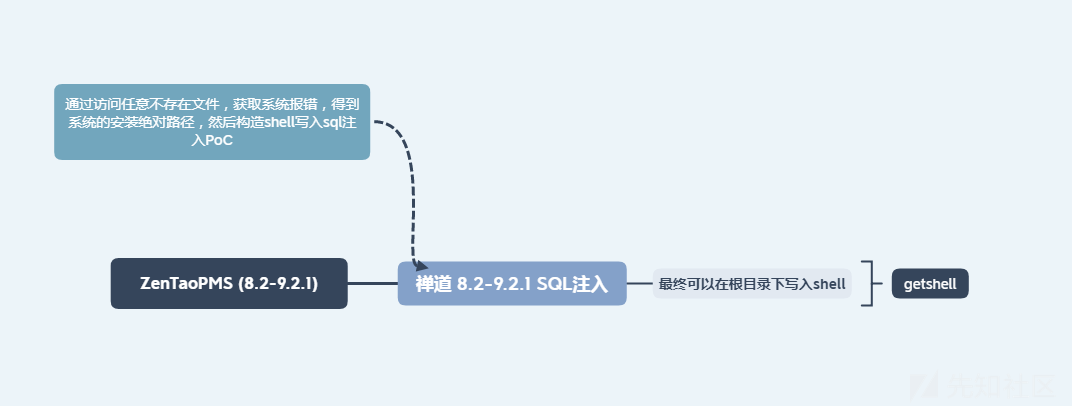 通过访问任意不存在文件，获取系统报错，得到
系统的安装绝对路径，然后构造shell写入sql注
入PoC
ZenTaoPMS (8.2-9.2.1)
禅道 8.2-9.2.1 SQL注入
最终可以在根目录下写入shell
getshell
先知社区